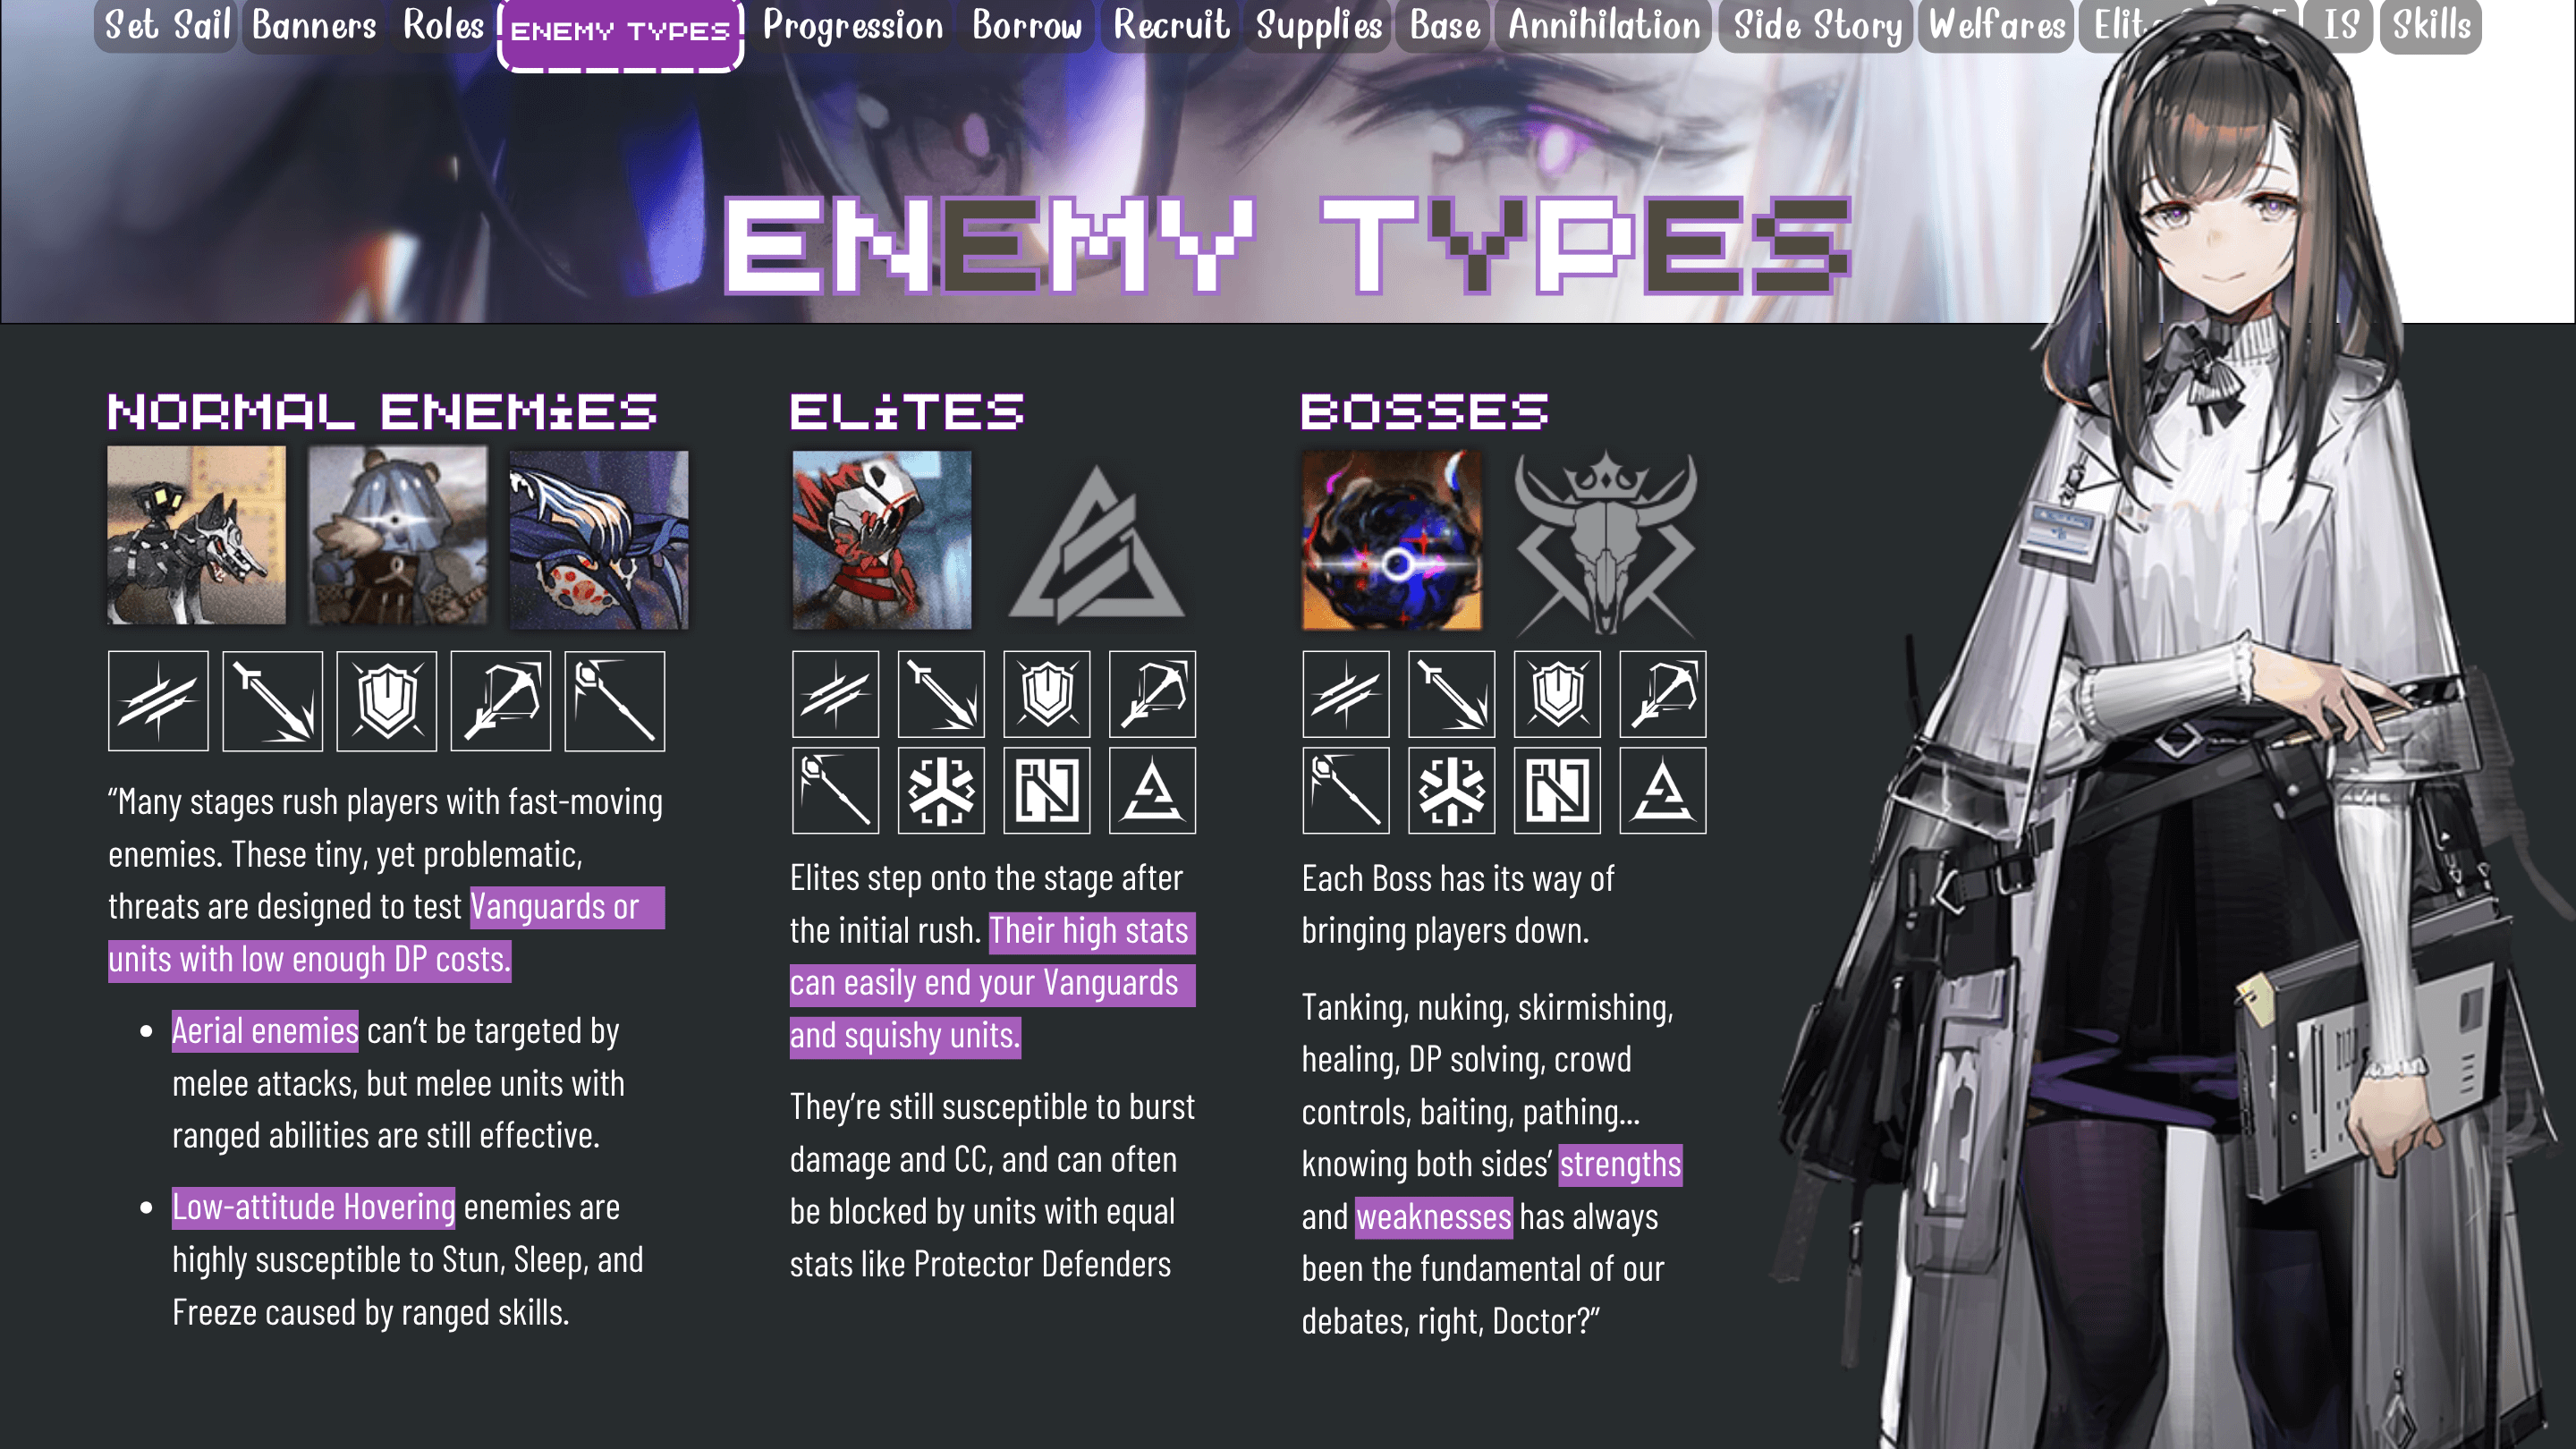 Set Sail Banners Roles ENEMY TYPES Progression Borrow Recruit Supplies Base Annihilation Side Story Welfares IS Skills
ENEMY TYPES
NORMAL ENEMiES
“Many stages rush players with fast-moving
enemies. These tiny, yet problematic,
threats are designed to test Vanguards or
units with low enough DP costs.
• Aerial enemies can’t be targeted by
melee attacks, but melee units with
ranged abilities are still effective.
• Low-attitude Hovering enemies are
highly susceptible to Stun, Sleep, and
Freeze caused by ranged skills.
ELiTES
Elites step onto the stage after
the initial rush. Their high stats
can easily end your Vanguards
and squishy units.
They’re still susceptible to burst
damage and CC, and can often
be blocked by units with equal
stats like Protector Defenders
BOSSES
Each Boss has its way of
bringing players down.
Tanking, nuking, skirmishing,
healing, DP solving, crowd
controls, baiting, pathing...
knowing both sides’ strengths
and weaknesses has always
been the fundamental of our
debates, right, Doctor?”